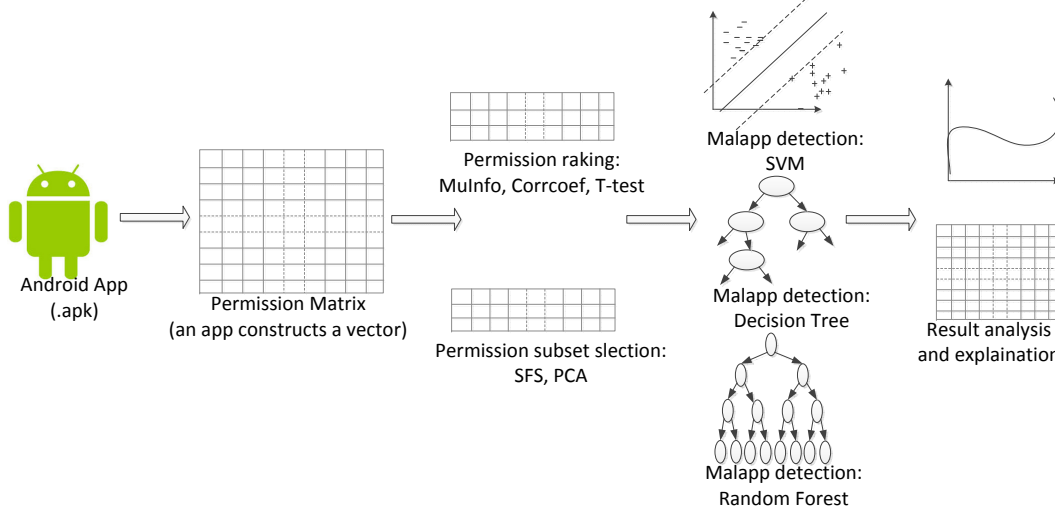 Android App
(.apk)
Permission Matrix
(an app constructs a vector)
Permission raking:
MuInfo, Corrcoef, T-test
Permission subset slection:
SFS, PCA
Malapp detection:
SVM
Malapp detection:
Decision Tree
Malapp detection:
Random Forest
Result analysis
and explaination